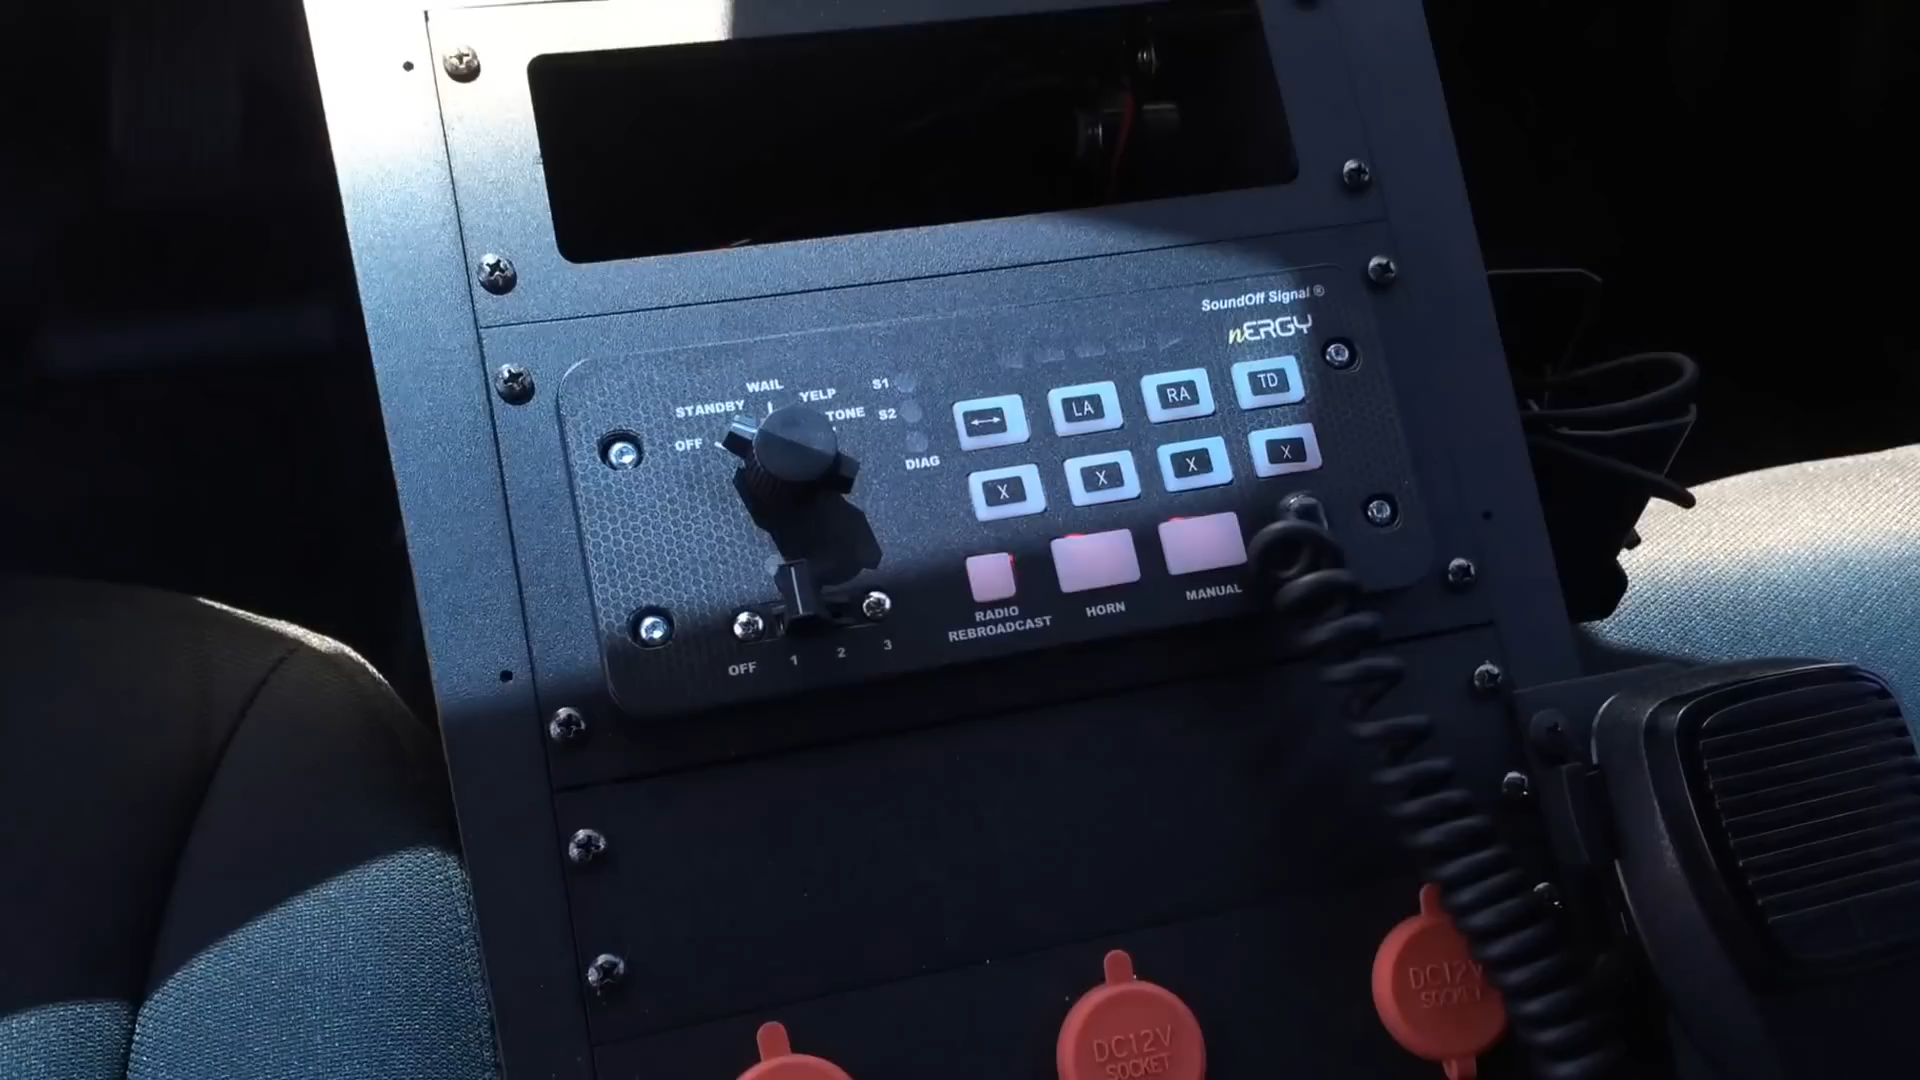 SoundOff Signal ®
nERGY
WAIL
STANDBY
YELP
OFF
TONE
S1
S2
DIAG
LA
RA
TD
X
X
X
X
RADIO
REBROADCAST
HORN
MANUAL
OFF
1
2
3
DC12V
SOCKET
DC12V
SOCKET